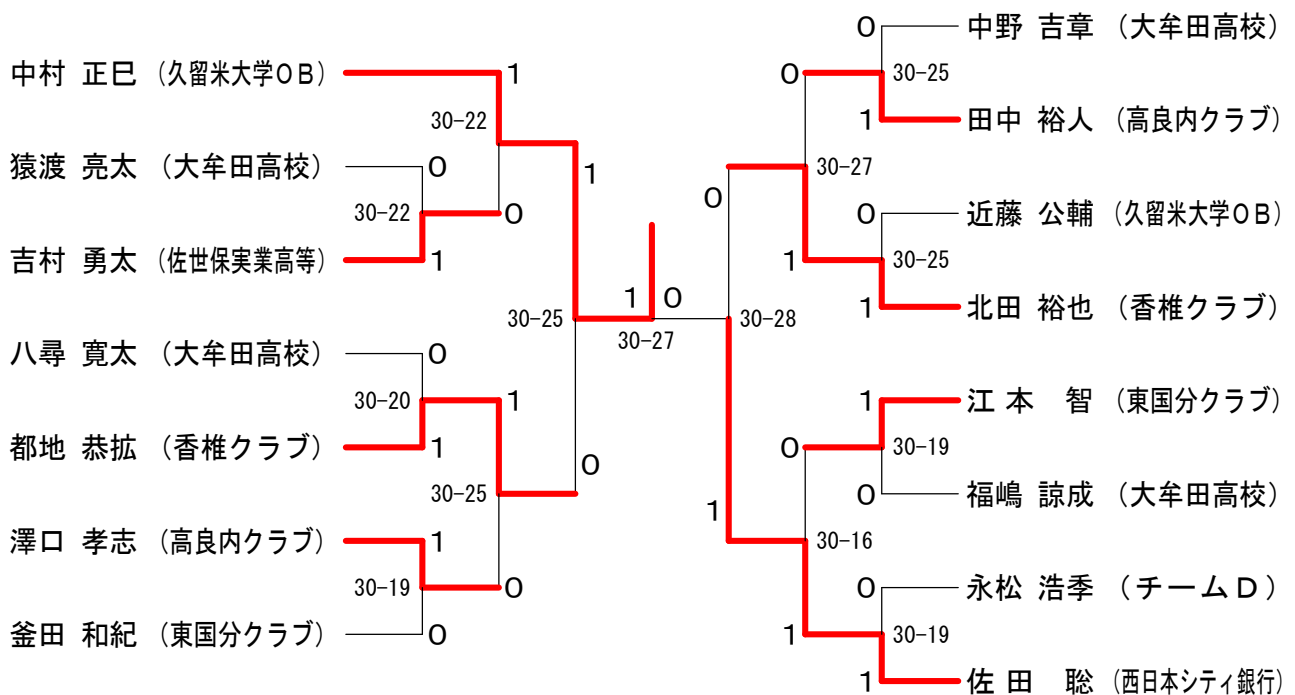 中村 正巳 (久留米大学OB)
1
30-22
猿渡 亮太 (大牟田高校)
0
30-22
0
吉村 勇太 (佐世保実業高等)
1
1
30-25
八尋 寛太 (大牟田高校)
0
30-20
1
都地 恭拡 (香椎クラブ)
1
30-25
0
澤口 孝志 (高良内クラブ)
1
30-19
0
釜田 和紀 (東国分クラブ)
0
1
0
30-27
0
中野 吉章 (大牟田高校)
0
30-25
1
田中 裕人 (高良内クラブ)
30-27
0
0
近藤 公輔 (久留米大学OB)
1
30-25
1
北田 裕也 (香椎クラブ)
30-28
1
江本 智 (東国分クラブ)
0
30-19
0
福嶋 諒成 (大牟田高校)
1
30-16
0
永松 浩季 (チームD)
1
30-19
1
佐田 聡 (西日本シティ銀行)